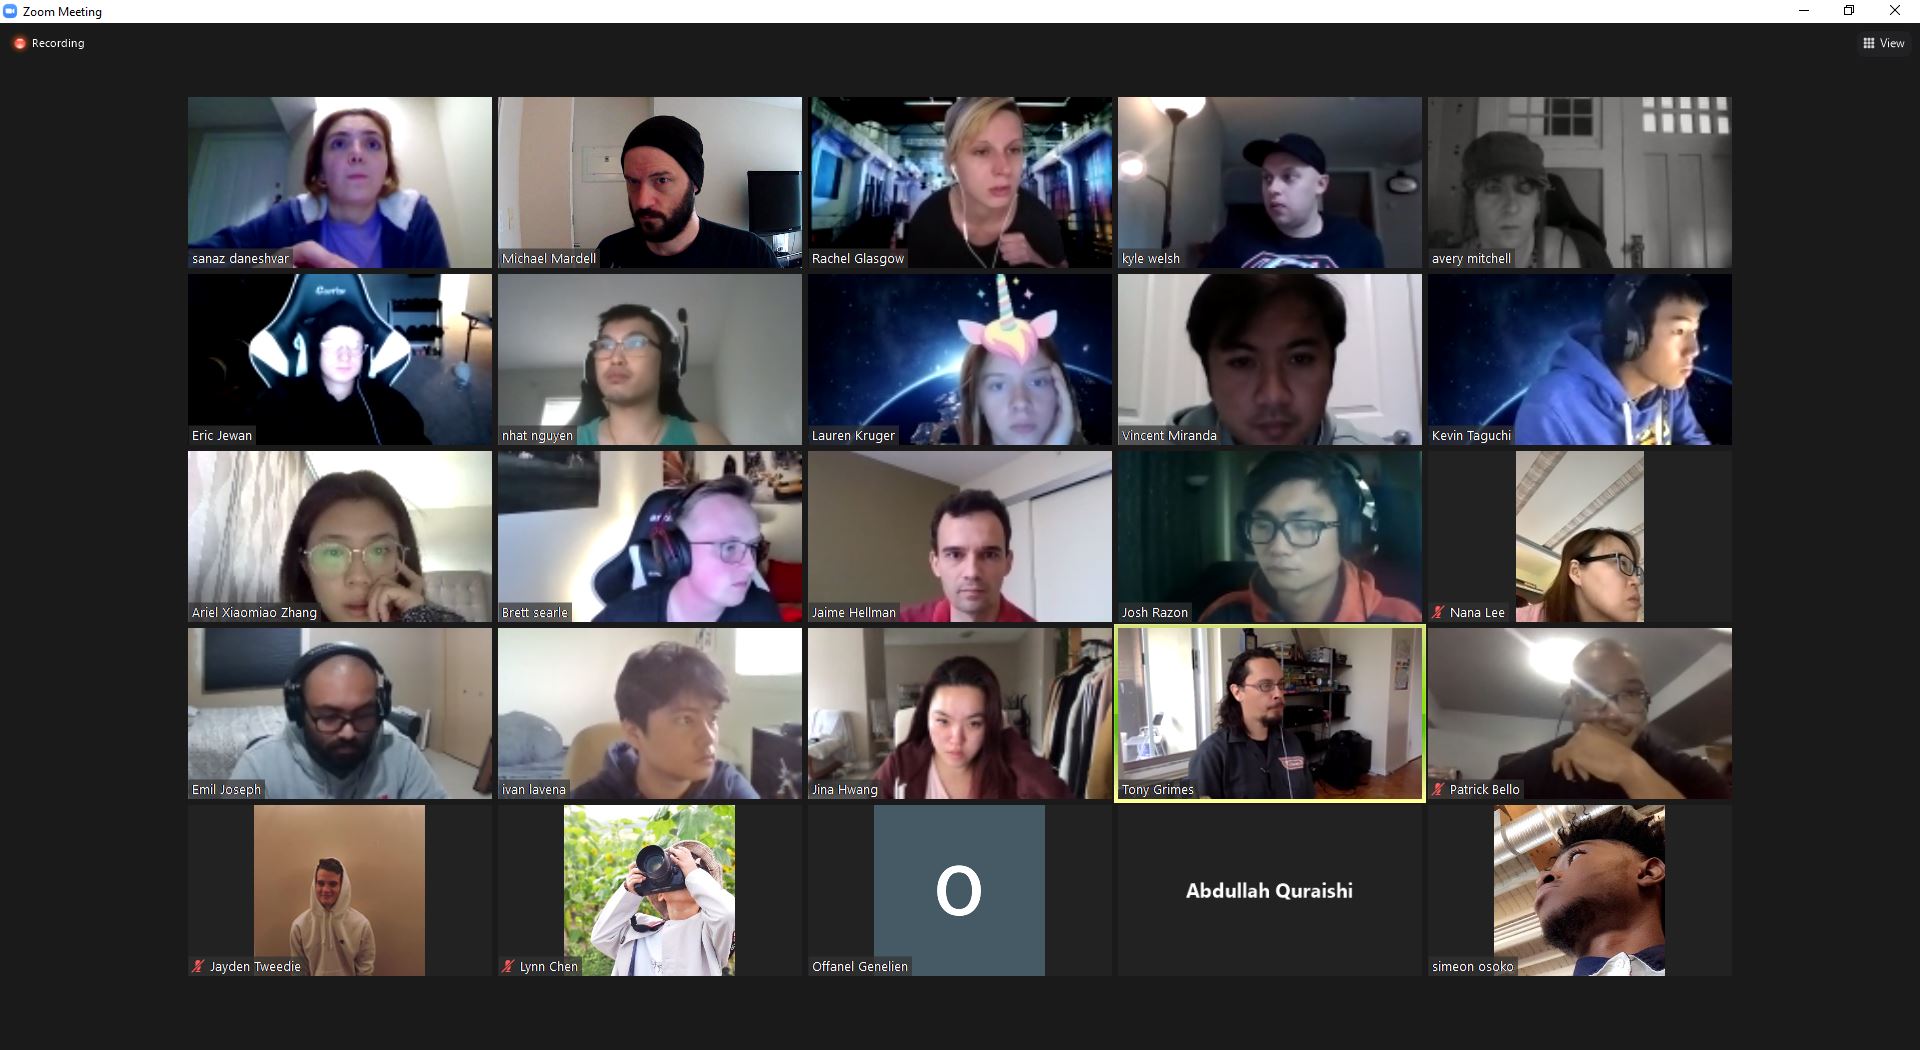 Zoom Meeting
Recording
View
sanaz daneshvar
Michael Mardell
Rachel Glasgow
kyle welsh
avery mitchell
Eric Jewan
nhat nguyen
Lauren Kruger
Vincent Miranda
Kevin Taguchi
Ariel Xiaomiao Zhang
Brett searle
Jaime Hellman
Josh Razon
Nana Lee
Emil Joseph
ivan lavena
Jina Hwang
Tony Grimes
Patrick Bello
Jayden Tweedie
Lynn Chen
O
Offanel Genelien
Abdullah Quraishi
simeon osoko